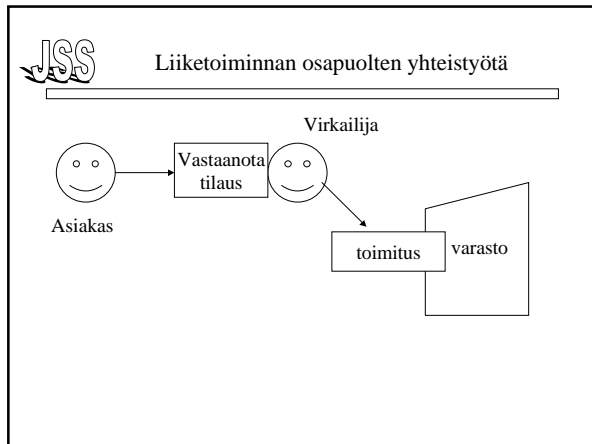 JSS
Liiketoiminnan osapuolten yhteistyötä
Virkailija
Vastaanota
tilaus
Asiakas
toimitus
varasto